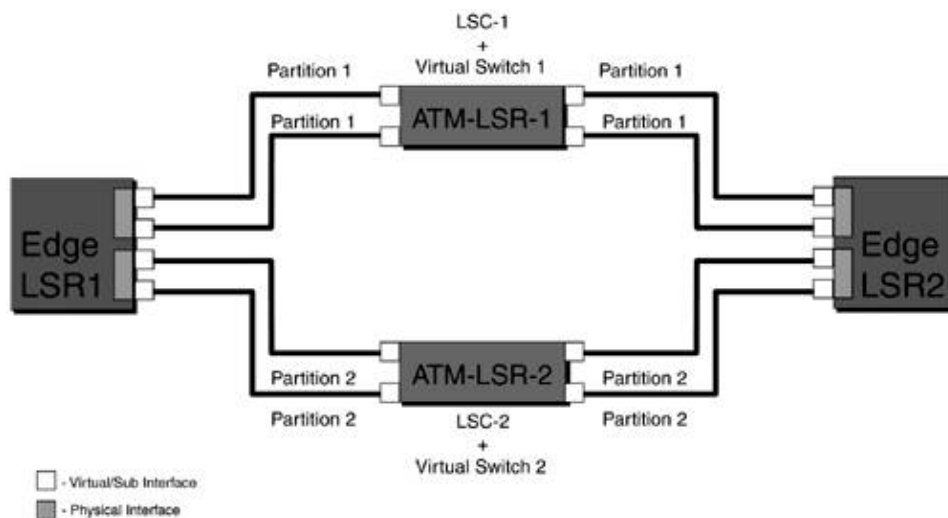 LSC-1
+
Virtual Switch 1
Partition 1
Partition 1
ATM-LSR-1
Partition 1
Partition 1
Edge
LSR1
Edge
LSR2
ATM-LSR-2
Partition 2
Partition 2
Partition 2
Partition 2
LSC-2
+
Virtual Switch 2
- Virtual/Sub Interface
- Physical Interface